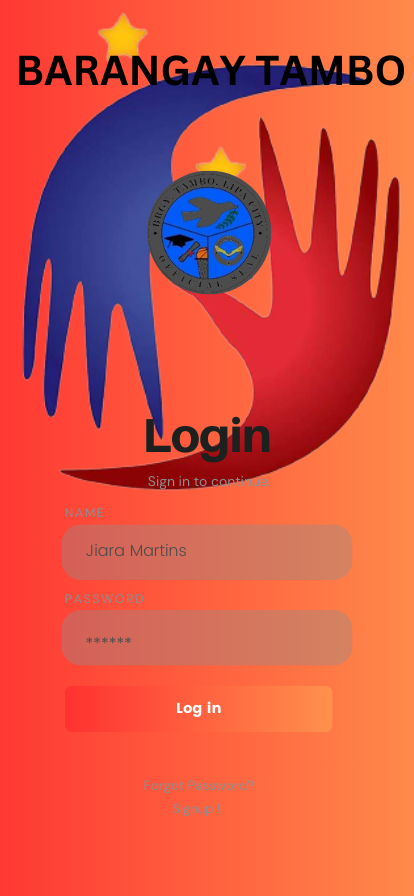 BARANGAY TAMBO
BRGY TAMBO, LIPA CITY
OFFICIAL SEAL
Login
Sign in to continue
NAME
Jiara Martins
PASSWORD
******
Log in
Forgot Password?
Signup !